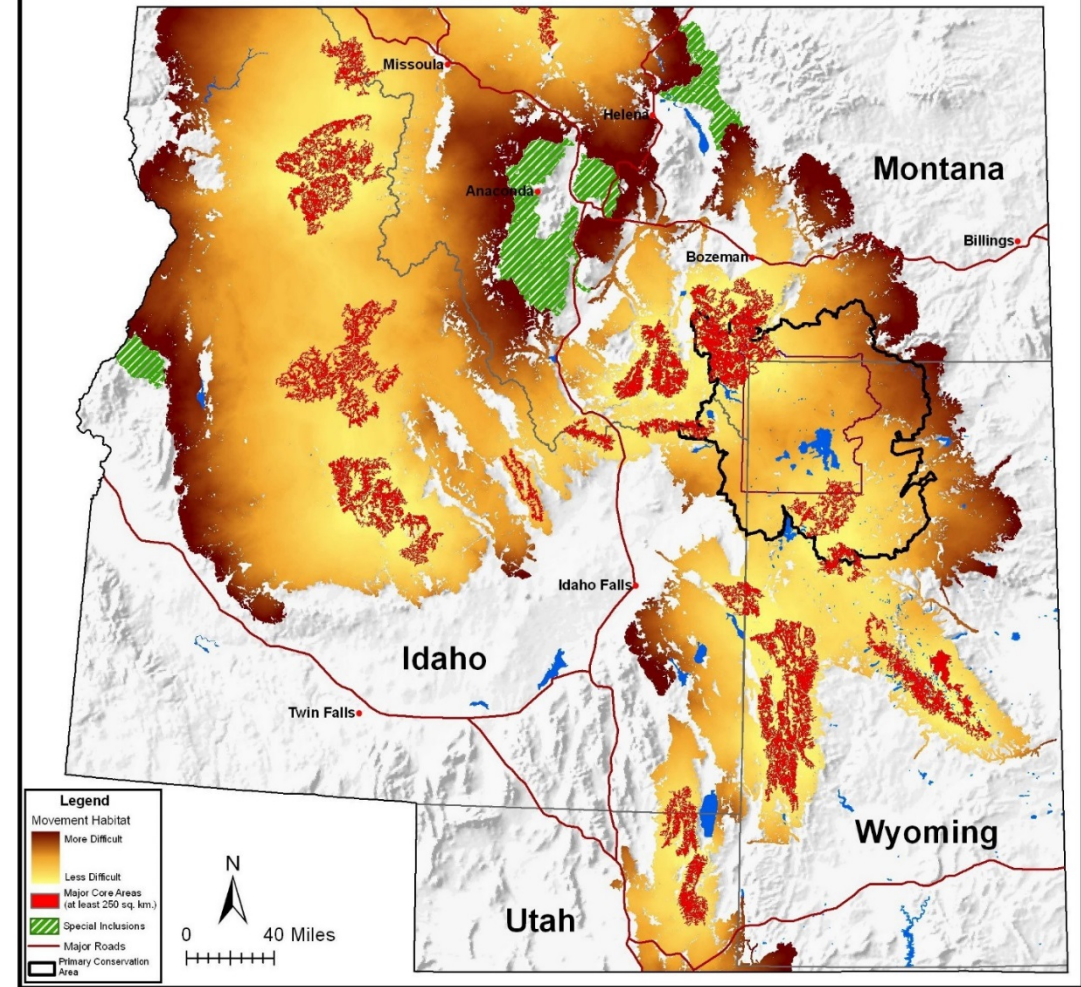 Missoula
Helena
Montana
Anaconda
Billings
Bozeman
Idaho Falls
Idaho
Twin Falls
Wyoming
Utah
Legend
Movement Habitat
More Difficult
Less Difficult
Major Core Areas
(at least 250 sq. km.)
Special Inclusions
Major Roads
Primary Conservation
Area
N
0 40 Miles